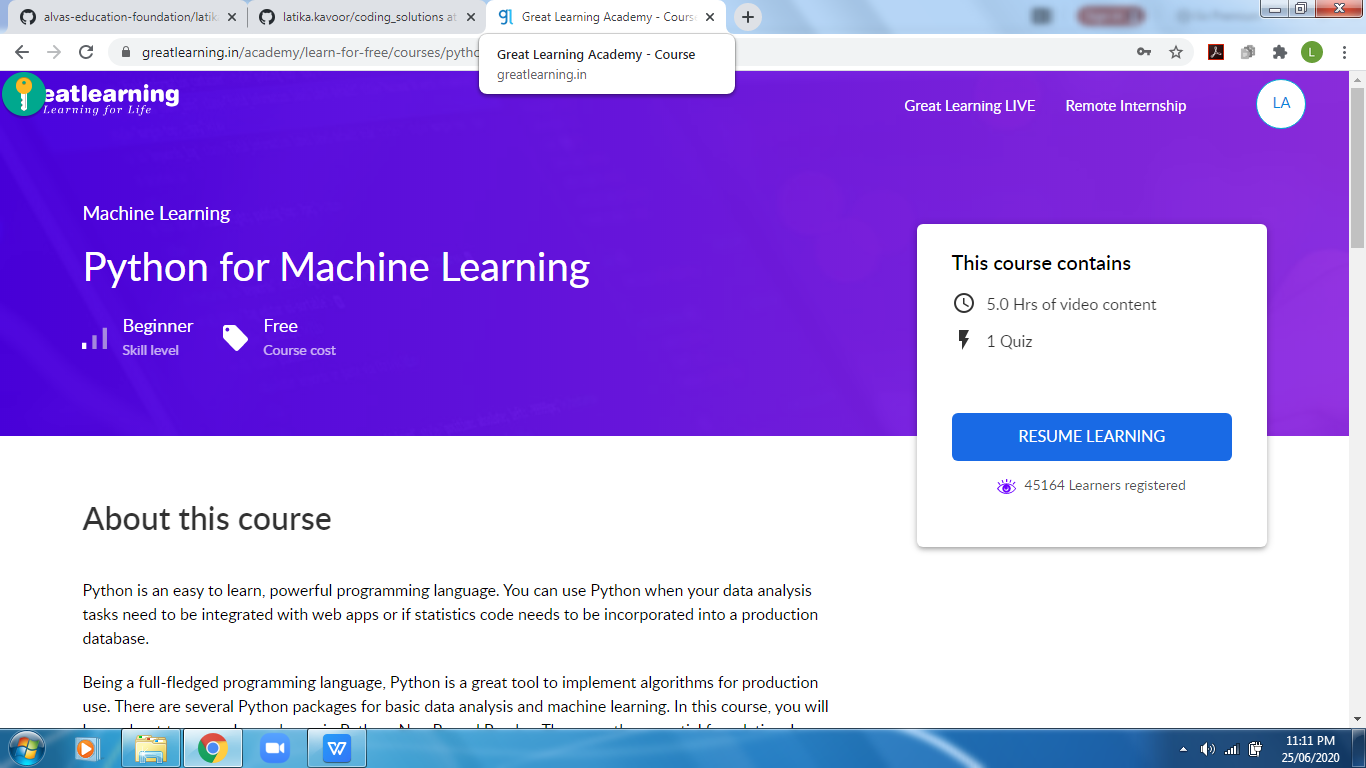 alvas-education-foundation/latik
latika.kavoor/coding_solutions at
Great Learning Academy - Course
greatlearning.in/academy/learn-for-free/courses/pytho
L
Great Learning Academy - Course
greatlearning.in
eatlearning
Learning for Life
Great Learning LIVE
Remote Internship
LA
Machine Learning
Python for Machine Learning
Beginner
Skill level
Free
Course cost
This course contains
5.0 Hrs of video content
1 Quiz
RESUME LEARNING
45164 Learners registered
About this course
Python is an easy to learn, powerful programming language. You can use Python when your data analysis
tasks need to be integrated with web apps or if statistics code needs to be incorporated into a production
database.
Being a full-fledged programming language, Python is a great tool to implement algorithms for production
use. There are several Python packages for basic data analysis and machine learning. In this course, you will
11:11 PM
25/06/2020